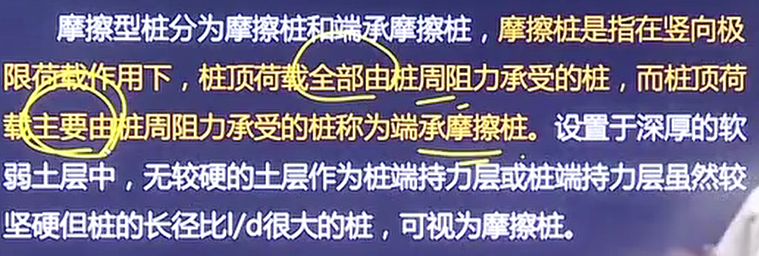 摩擦型桩分为摩擦桩和端承摩擦桩，摩擦桩是指在竖向极
限荷载作用下，桩顶荷载全部由桩周阻力承受的桩，而桩顶荷
载主要由桩周阻力承受的桩称为端承摩擦桩。设置于深厚的软
弱土层中，无较硬的土层作为桩端持力层或桩端持力层虽然较
坚硬但桩的长径比l/d很大的桩，可视为摩擦桩。